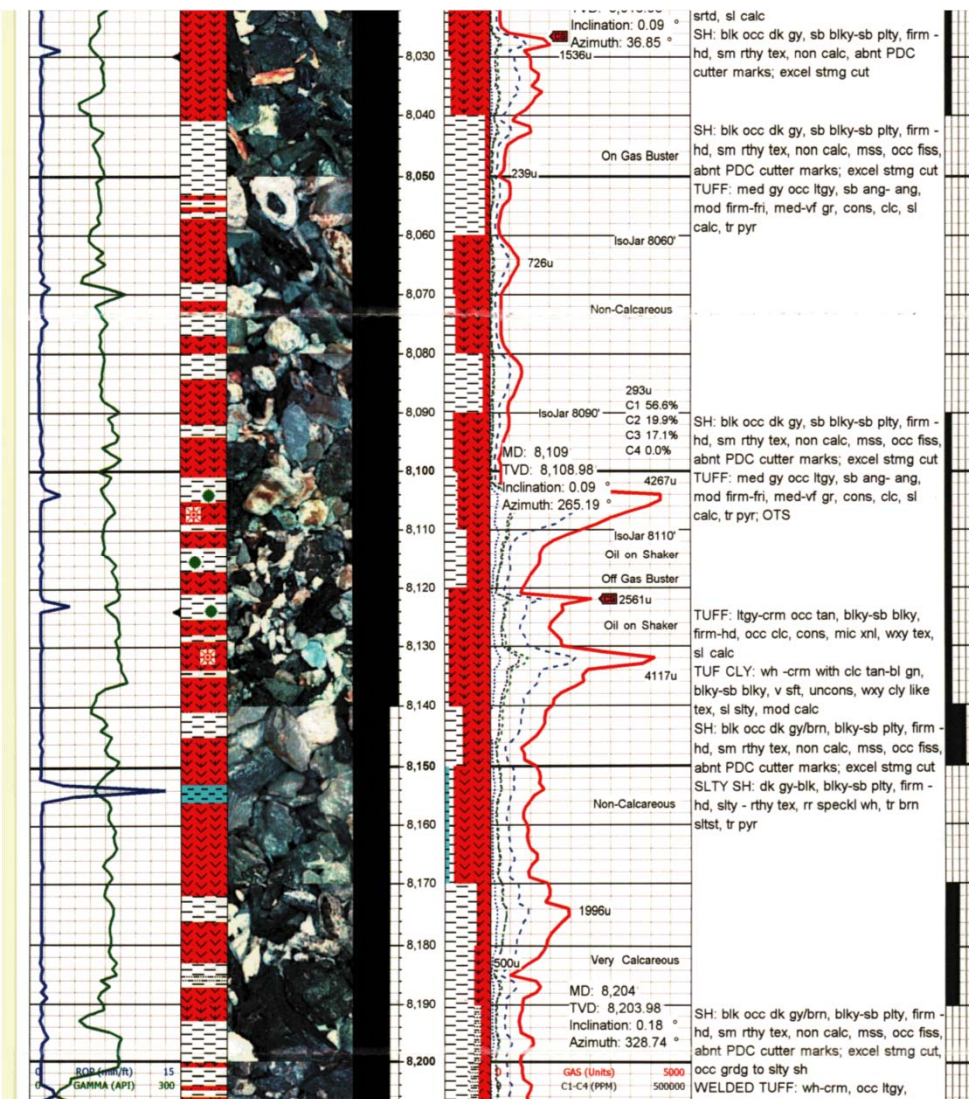 Inclination: 0.09 °
Azimuth: 36.85 °
1536u
srtd, sl calc
SH: blk occ dk gy, sb blky-sb plty, firm -
hd, sm rthy tex, non calc, abnt PDC
cutter marks; excel stmg cut
8,030
8,040
SH: blk occ dk gy, sb blky-sb plty, firm -
hd, sm rthy tex, non calc, mss, occ fiss,
abnt PDC cutter marks; excel stmg cut
TUFF: med gy occ ltgy, sb ang- ang,
mod firm-fri, med-vf gr, cons, clc, sl
calc, tr pyr
On Gas Buster
8,050
239u
8,060
IsoJar 8060'
726u
8,070
Non-Calcareous
8,080
293u
C1 56.6%
C2 19.9%
C3 17.1%
C4 0.0%
8,090
IsoJar 8090'
MD: 8,109
TVD: 8,108.98
Inclination: 0.09 °
Azimuth: 265.19 °
SH: blk occ dk gy, sb blky-sb plty, firm -
hd, sm rthy tex, non calc, mss, occ fiss,
abnt PDC cutter marks; excel stmg cut
TUFF: med gy occ ltgy, sb ang- ang,
mod firm-fri, med-vf gr, cons, clc, sl
calc, tr pyr; OTS
8,100
4267u
8,110
IsoJar 8110'
Oil on Shaker
Off Gas Buster
8,120
2561u
Oil on Shaker
TUFF: ltgy-crm occ tan, blky-sb blky,
firm-hd, occ clc, cons, mic xnl, wxy tex,
sl calc
TUF CLY: wh -crm with clc tan-bl gn,
blky-sb blky, v sft, uncons, wxy cly like
tex, sl slty, mod calc
SH: blk occ dk gy/brn, blky-sb plty, firm -
hd, sm rthy tex, non calc, mss, occ fiss,
abnt PDC cutter marks; excel stmg cut
SLTY SH: dk gy-blk, blky-sb plty, firm -
hd, slty - rthy tex, rr speckl wh, tr brn
sltst, tr pyr
8,130
4117u
8,140
8,150
Non-Calcareous
8,160
8,170
1996u
8,180
500u
Very Calcareous
MD: 8,204
TVD: 8,203.98
Inclination: 0.18 °
Azimuth: 328.74 °
8,190
SH: blk occ dk gy/brn, blky-sb plty, firm -
hd, sm rthy tex, non calc, mss, occ fiss,
abnt PDC cutter marks; excel stmg cut,
occ grdg to slty sh
WELDED TUFF: wh-crm, occ ltgy,
8,200
0 ROP (min/ft) 15
0 GAMMA (API) 300
0 GAS (Units) 5000
C1-C4 (PPM) 500000